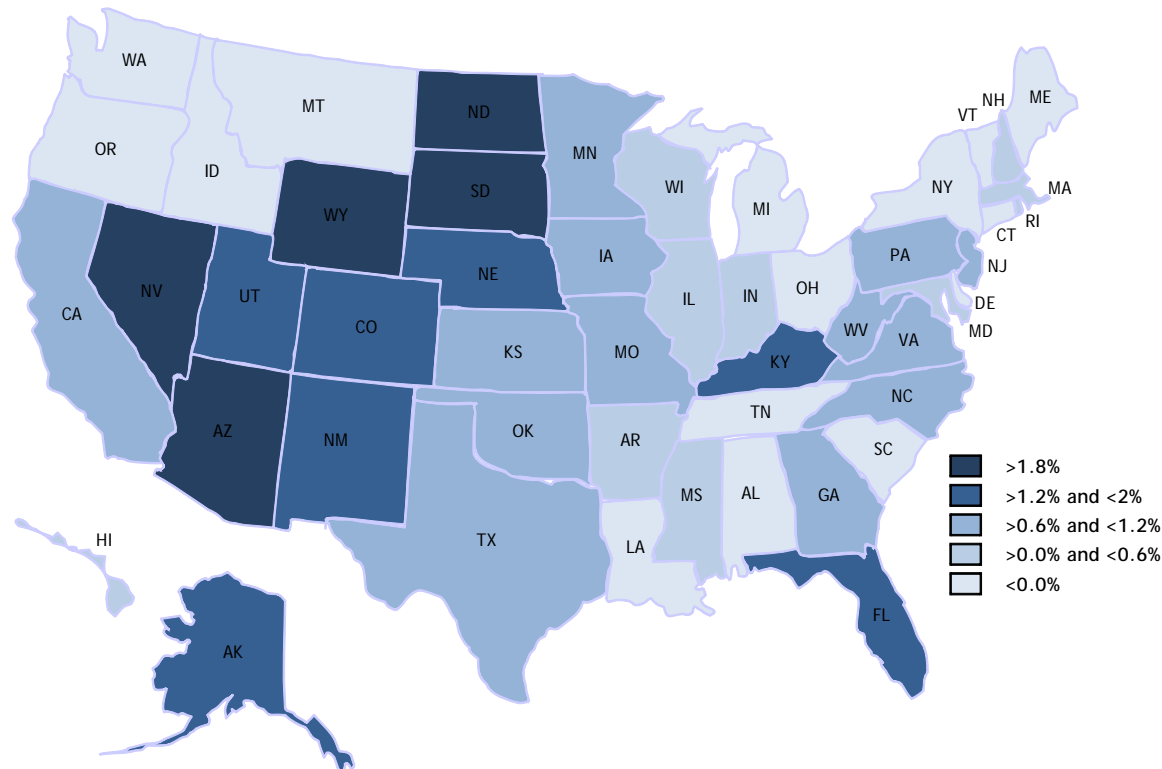 WA
MT
ND
MN
ME
NH
VT
OR
ID
SD
WI
NY
MA
WY
MI
RI
CT
IA
PA
NE
NJ
NV
UT
IL
IN
OH
DE
CA
CO
MD
WV
VA
KS
MO
KY
NC
AZ
NM
OK
AR
TN
SC
MS
AL
GA
TX
LA
HI
FL
AK
>1.8%
>1.2% and <2%
>0.6% and <1.2%
>0.0% and <0.6%
<0.0%